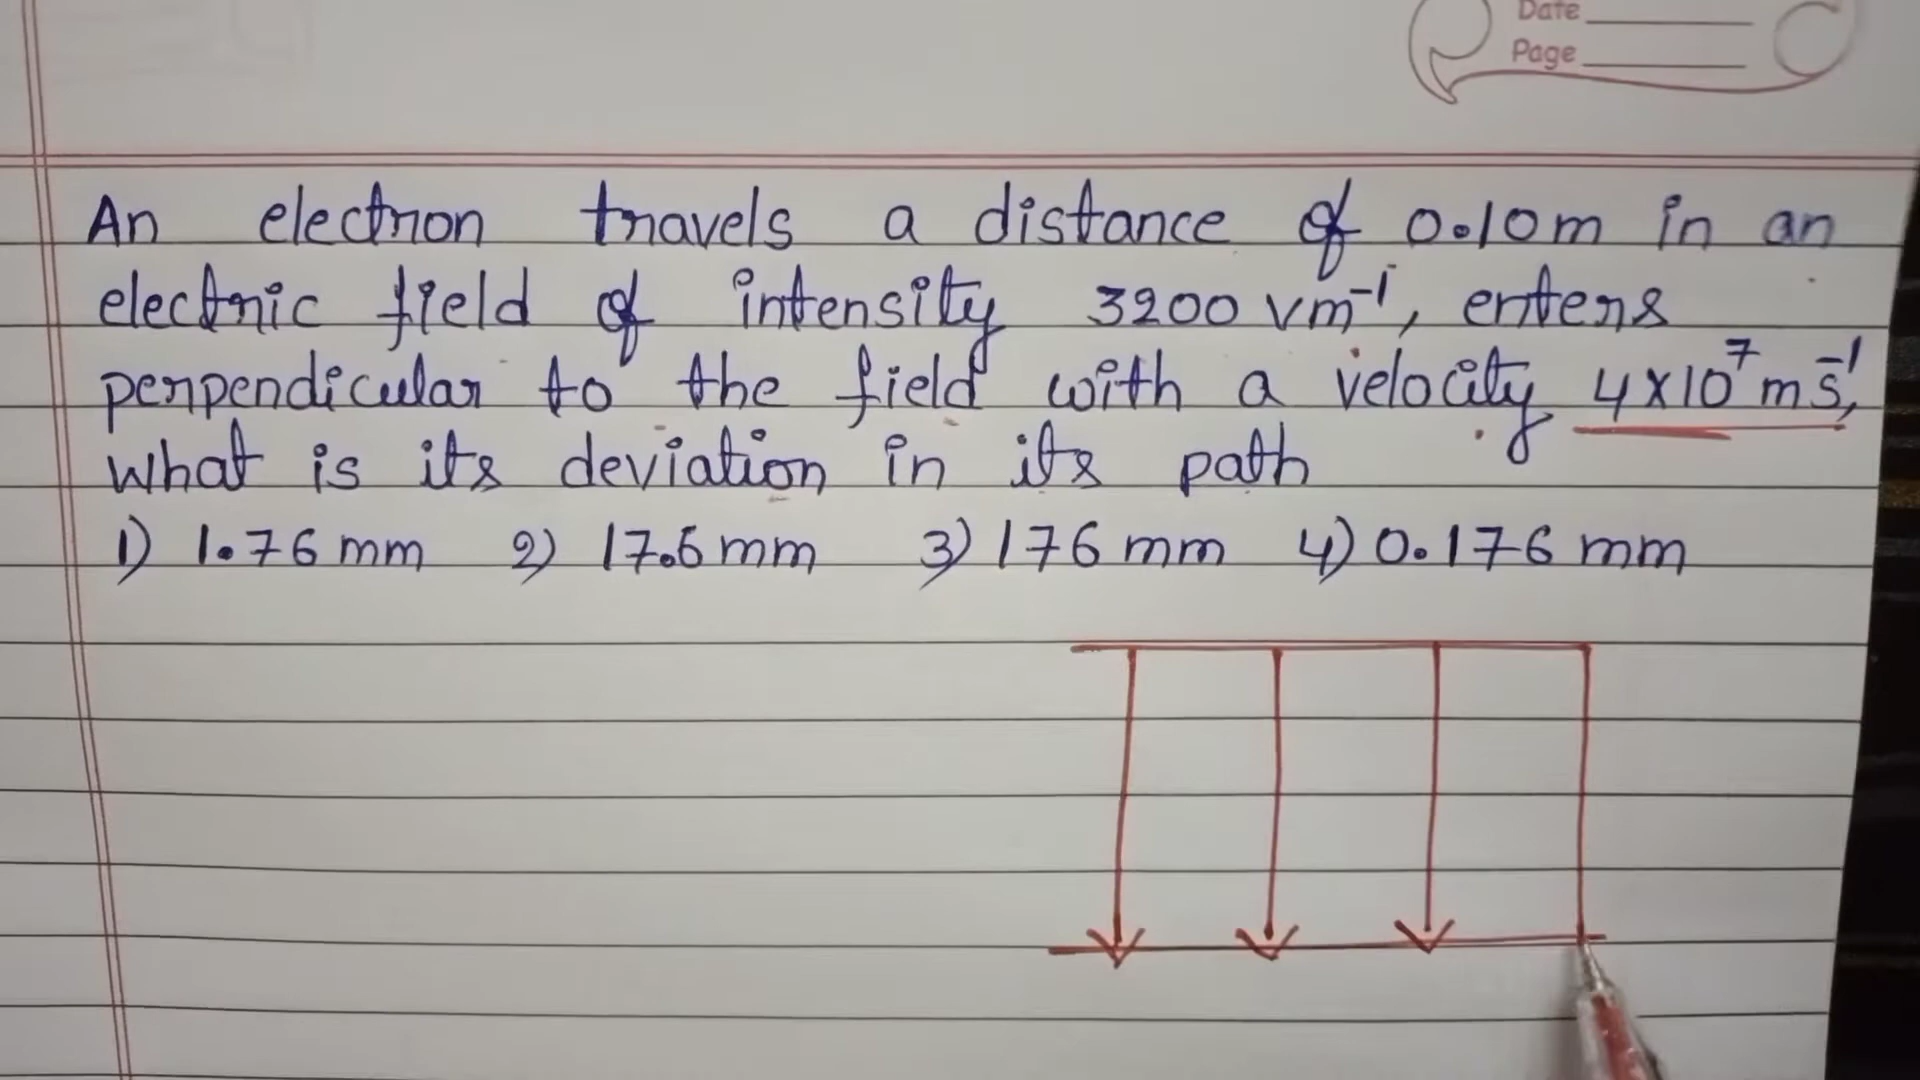 Date
Page
An electron travels a distance of 0.10m in an
electric field of intensity 3200 vm⁻¹, enters
perpendicular to the field with a velocity 4×10⁷ms⁻¹,
what is its deviation in its path
1) 1.76 mm 2) 17.6 mm 3) 176 mm 4) 0.176 mm